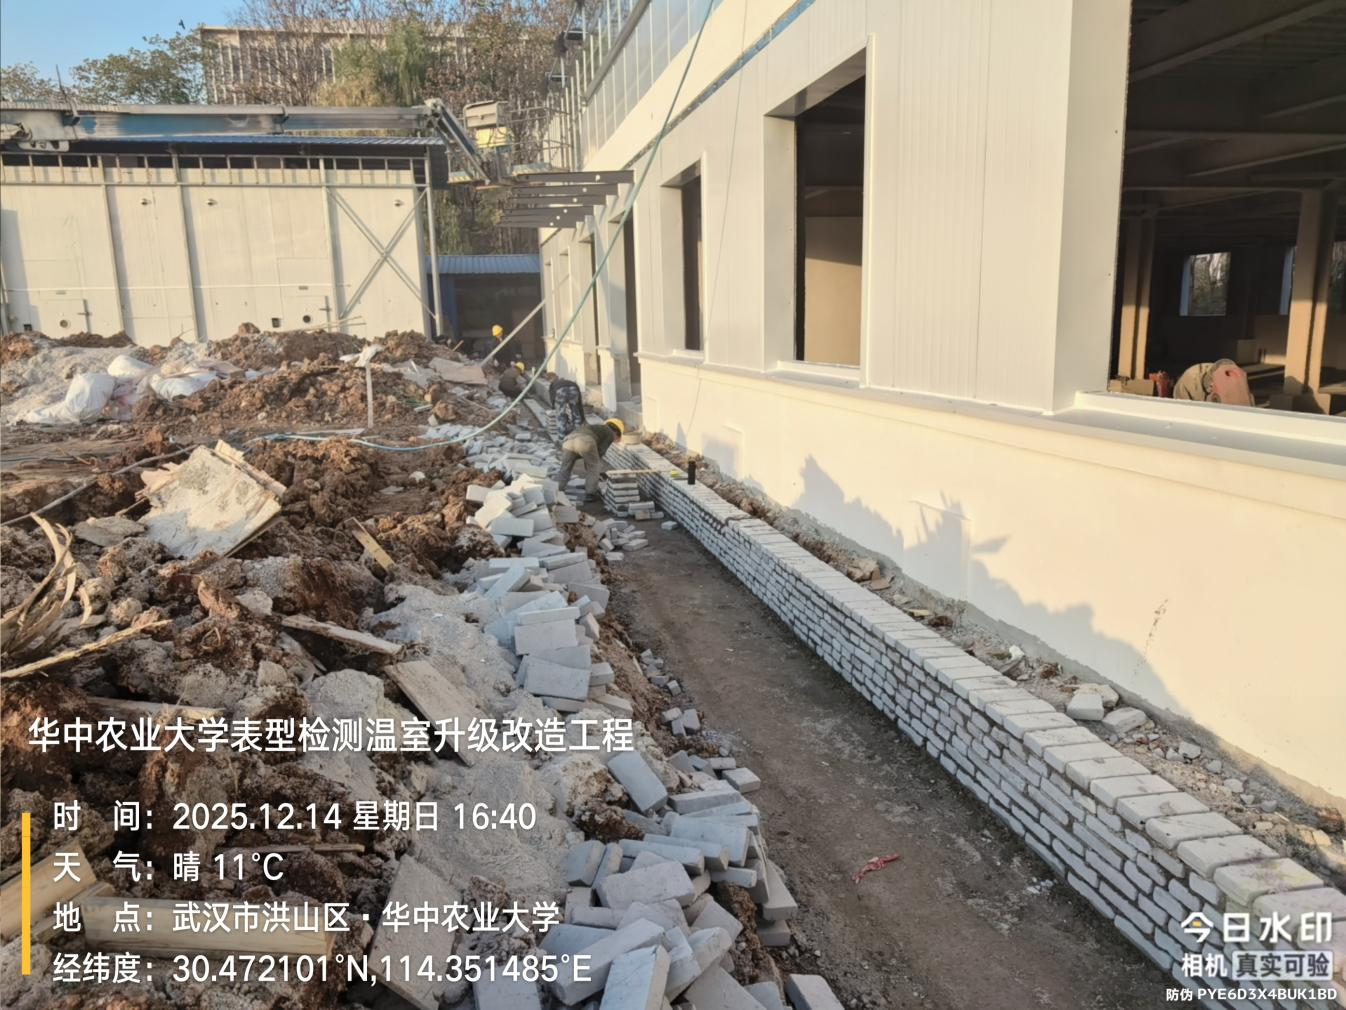 华中农业大学表型检测温室升级改造工程
时 间：2025.12.14 星期日 16:40
天 气：晴 11°C
地 点：武汉市洪山区·华中农业大学
经纬度：30.472101°N,114.351485°E
今日水印
相机 真实可验
防伪 PYE6D3X4BUK1BD